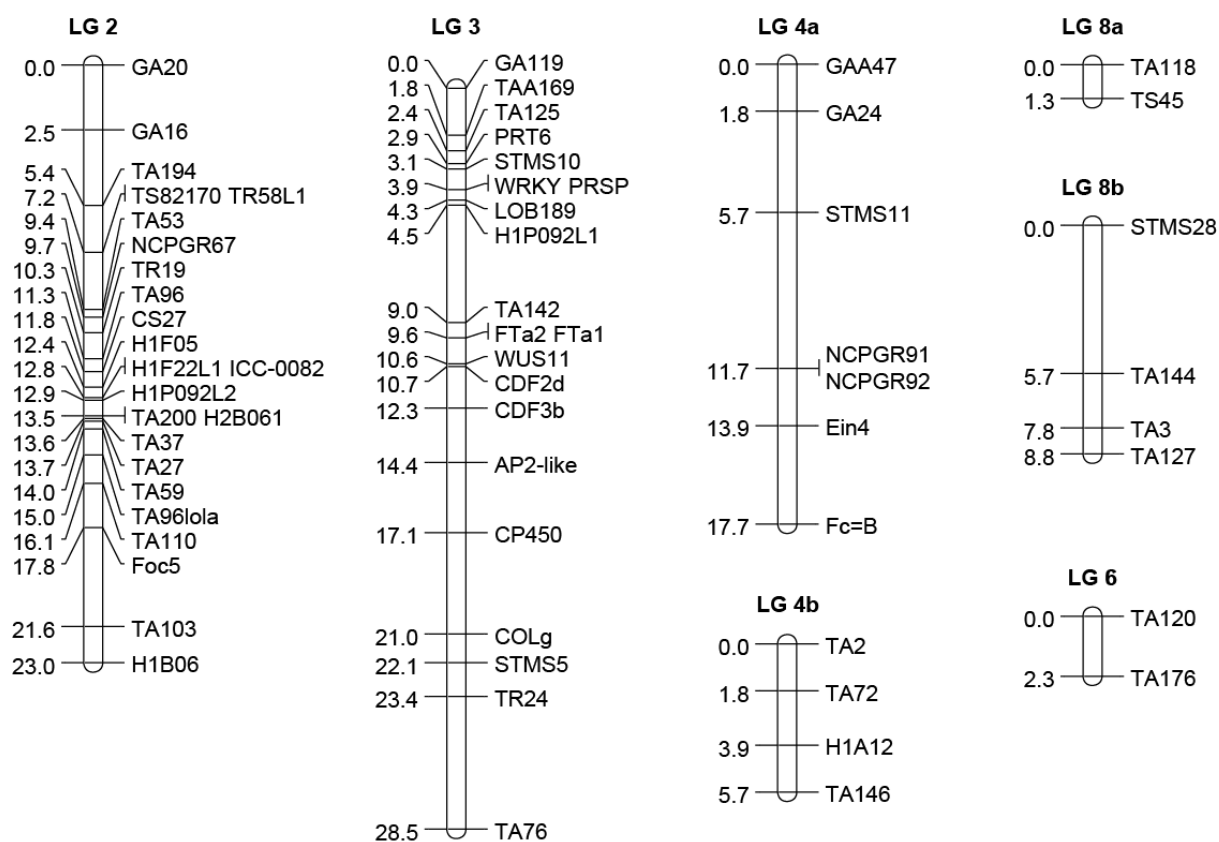 LG 2
0.0 GA20
2.5 GA16
5.4 TA194
7.2 TS82170 TR58L1
9.4 TA53
9.7 NCPGR67
10.3 TR19
11.3 TA96
11.8 CS27
12.4 H1F05
12.8 H1F22L1 ICC-0082
12.9 H1P092L2
13.5 TA200 H2B061
13.6 TA37
13.7 TA27
14.0 TA59
15.0 TA96lola
16.1 TA110
17.8 Foc5
21.6 TA103
23.0 H1B06
LG 3
0.0 GA119
1.8 TAA169
2.4 TA125
2.9 PRT6
3.1 STMS10
3.9 WRKY PRSP
4.3 LOB189
4.5 H1P092L1
9.0 TA142
9.6 FTa2 FTa1
10.6 WUS11
10.7 CDF2d
12.3 CDF3b
14.4 AP2-like
17.1 CP450
21.0 COLg
22.1 STMS5
23.4 TR24
28.5 TA76
LG 4a
0.0 GAA47
1.8 GA24
5.7 STMS11
11.7 NCPGR91
NCPGR92
13.9 Ein4
17.7 Fc=B
LG 4b
0.0 TA2
1.8 TA72
3.9 H1A12
5.7 TA146
LG 8a
0.0 TA118
1.3 TS45
LG 8b
0.0 STMS28
5.7 TA144
7.8 TA3
8.8 TA127
LG 6
0.0 TA120
2.3 TA176